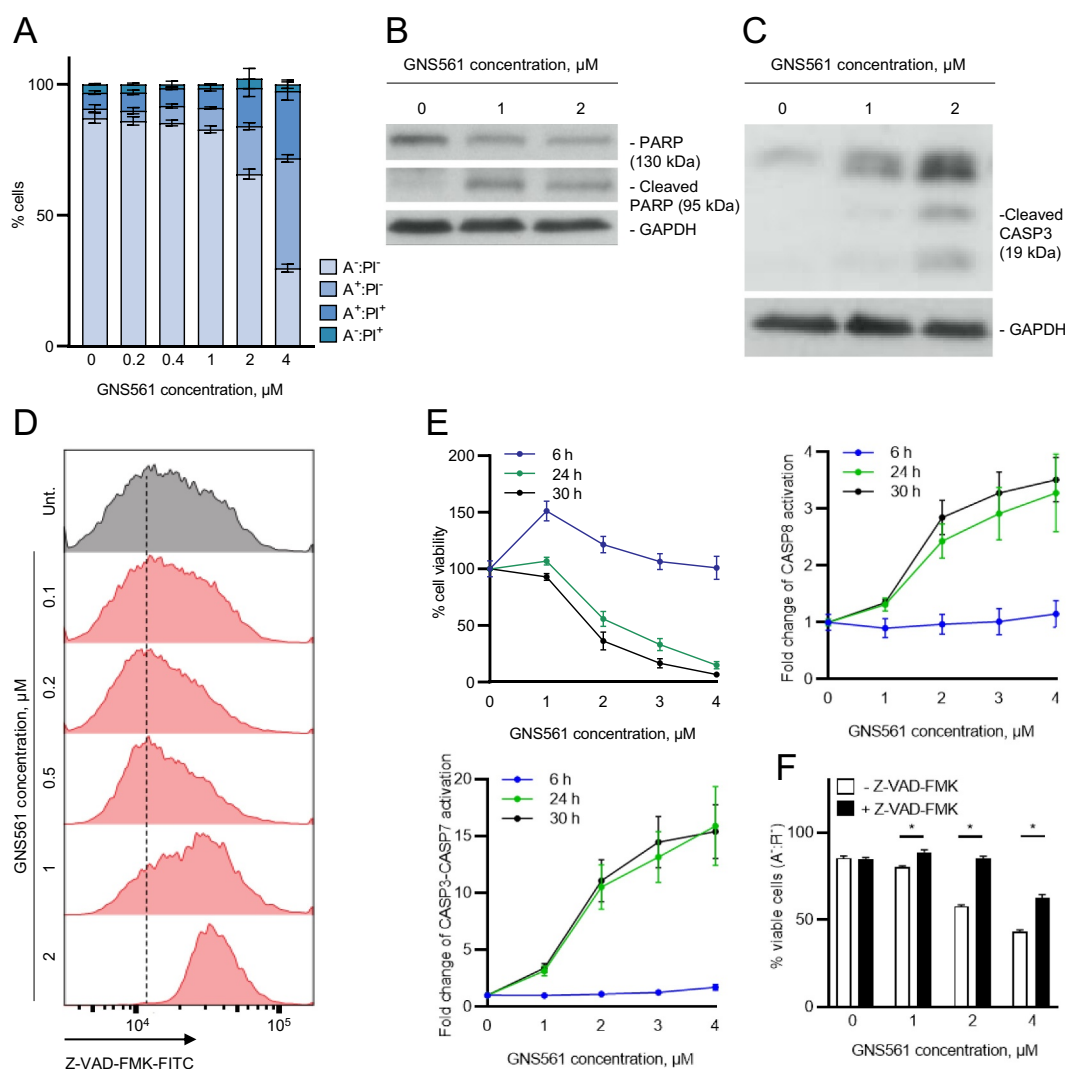 A
100
50
0
% cells
0 0.2 0.4 1 2 4
GNS561 concentration, µM
A⁻:PI⁻
A⁺:PI⁻
A⁺:PI⁺
A⁻:PI⁺
B
GNS561 concentration, µM
0 1 2
- PARP
(130 kDa)
- Cleaved
PARP (95 kDa)
- GAPDH
C
GNS561 concentration, µM
0 1 2
-Cleaved
CASP3
(19 kDa)
- GAPDH
D
Unt.
0.1
0.2
0.5
1
2
GNS561 concentration, µM
10⁴ 10⁵
Z-VAD-FMK-FITC
E
200
150
100
50
0
% cell viability
6 h
24 h
30 h
0 1 2 3 4
GNS561 concentration, µM
4
3
2
1
0
Fold change of CASP8 activation
6 h
24 h
30 h
0 1 2 3 4
GNS561 concentration, µM
20
15
10
5
0
Fold change of CASP3-CASP7 activation
6 h
24 h
30 h
0 1 2 3 4
GNS561 concentration, µM
F
100
50
0
% viable cells (A⁻:PI⁻)
- Z-VAD-FMK
+ Z-VAD-FMK
* * *
0 1 2 4
GNS561 concentration, µM